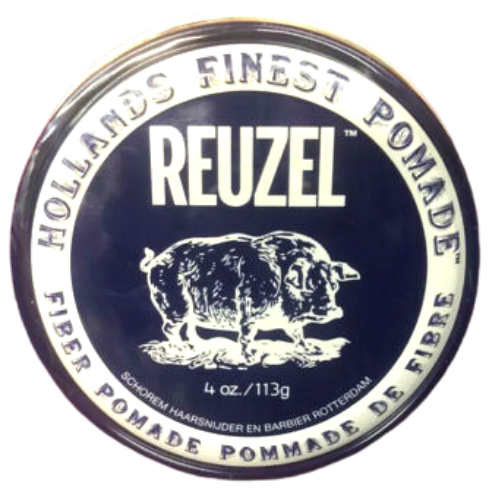 HOLLANDS FINEST POMADE™
REUZEL™
4 oz./113g
SCHOREM HAARSNIJDER EN BARBIER ROTTERDAM
FIBER POMADE POMMADE DE FIBRE